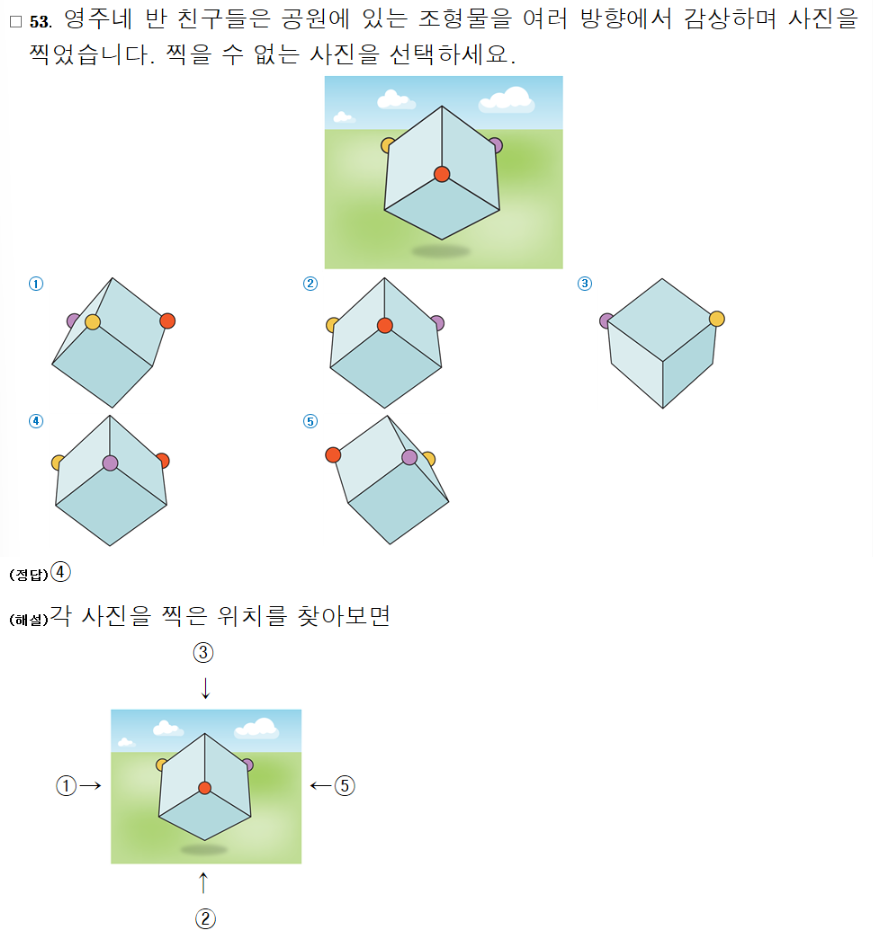 □ 53. 영주네 반 친구들은 공원에 있는 조형물을 여러 방향에서 감상하며 사진을
찍었습니다. 찍을 수 없는 사진을 선택하세요.
① ② ③
④ ⑤
(정답)④
(해설)각 사진을 찍은 위치를 찾아보면
③
↓
①→ ←⑤
↑
②